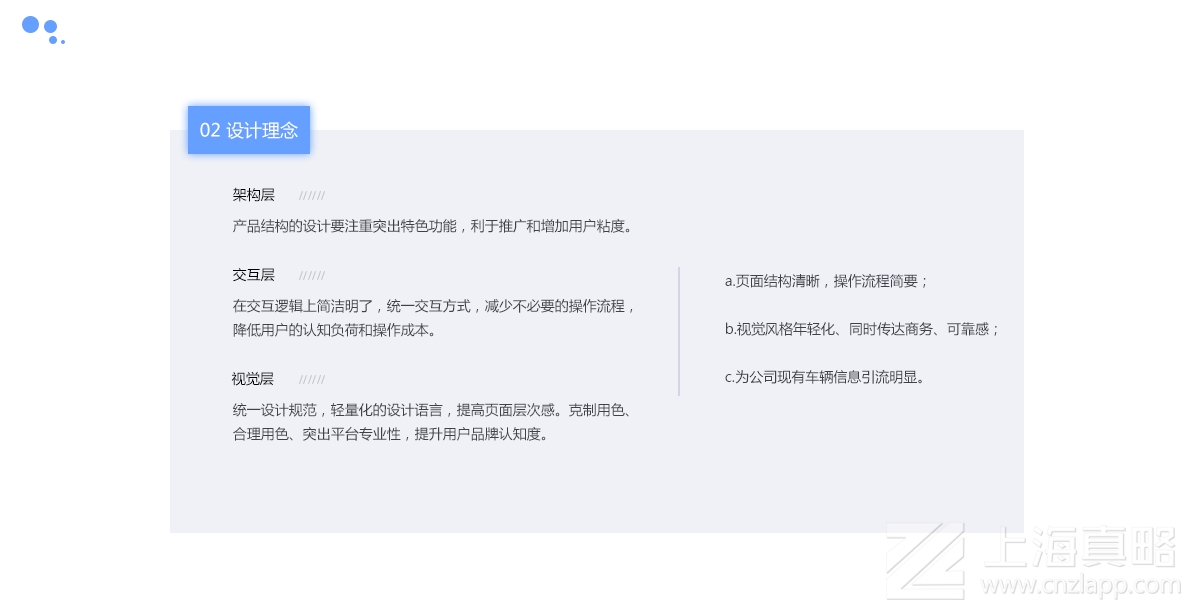 02 设计理念
架构层 //////
产品结构的设计要注重突出特色功能，利于推广和增加用户粘度。
交互层 //////
在交互逻辑上简洁明了，统一交互方式，减少不必要的操作流程，
降低用户的认知负荷和操作成本。
视觉层 //////
统一设计规范，轻量化的设计语言，提高页面层次感。克制用色、
合理用色、突出平台专业性，提升用户品牌认知度。
a.页面结构清晰，操作流程简要；
b.视觉风格年轻化、同时传达商务、可靠感；
c.为公司现有车辆信息引流明显。
上海真略
www.cnzlapp.com